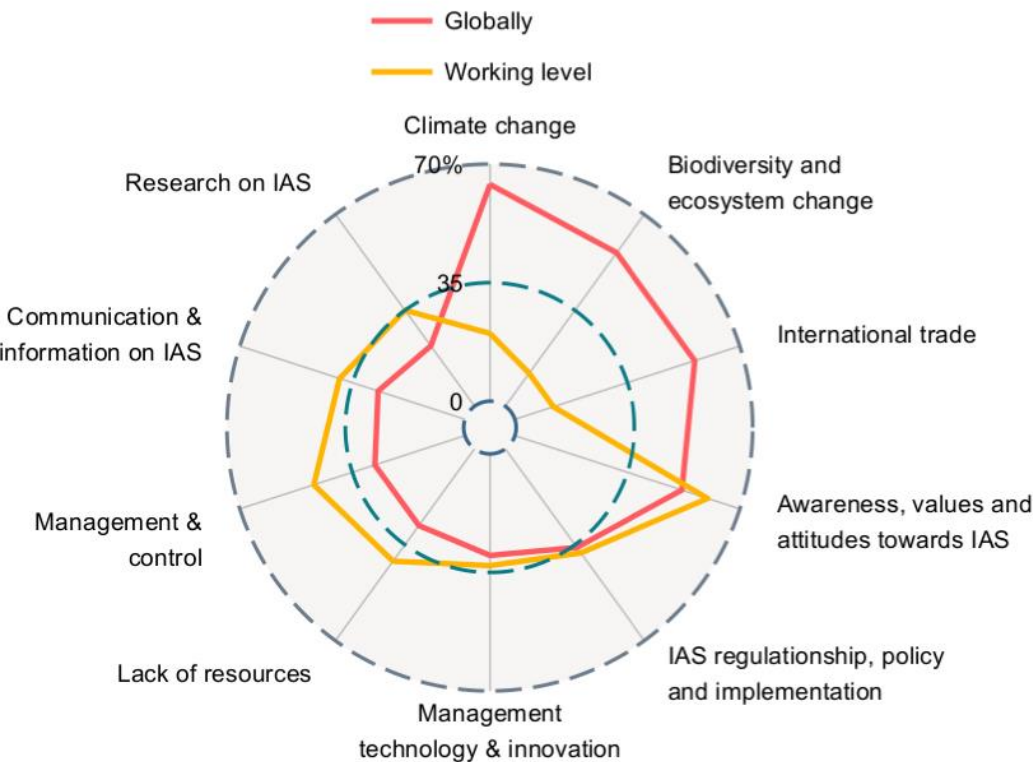 Globally
Working level
Climate change
70%
Biodiversity and
ecosystem change
Research on IAS
35
Communication &
information on IAS
International trade
0
Awareness, values and
attitudes towards IAS
Management &
control
IAS regulationship, policy
and implementation
Lack of resources
Management
technology & innovation